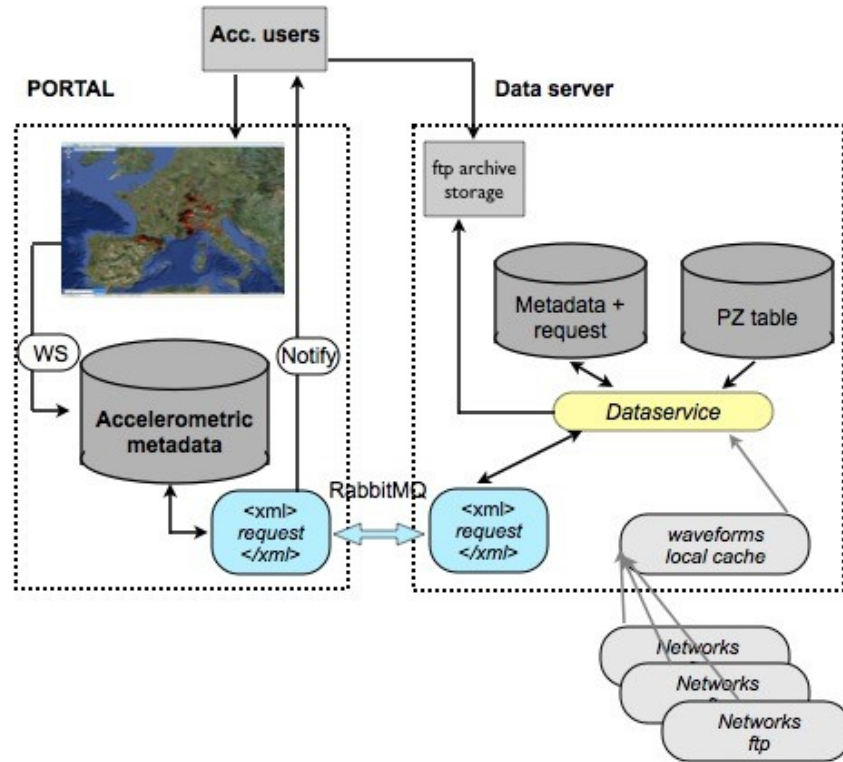 Acc. users
PORTAL
Data server
ftp archive
storage
Metadata +
request
PZ table
WS
Notify
Accelerometric
metadata
Dataservice
RabbitMQ
<xml>
request
</xml>
<xml>
request
</xml>
waveforms
local cache
Networks
Networks
Networks
ftp